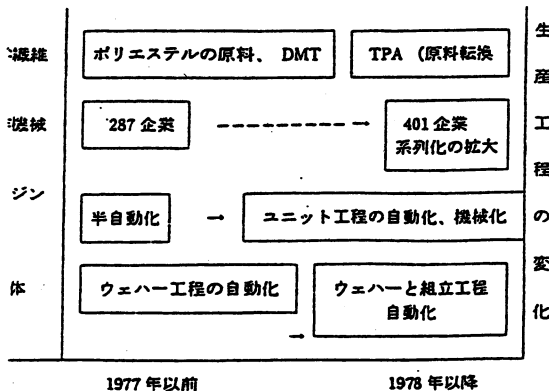 繊維
ポリエステルの原料、DMT
TPA (原料転換
機械
287 企業
401 企業
系列化の拡大
ジン
半自動化 →
ユニット工程の自動化、機械化
体
ウェハー工程の自動化
→
ウェハーと組立工程
自動化
生産工程の変化
1977 年以前
1978 年以降